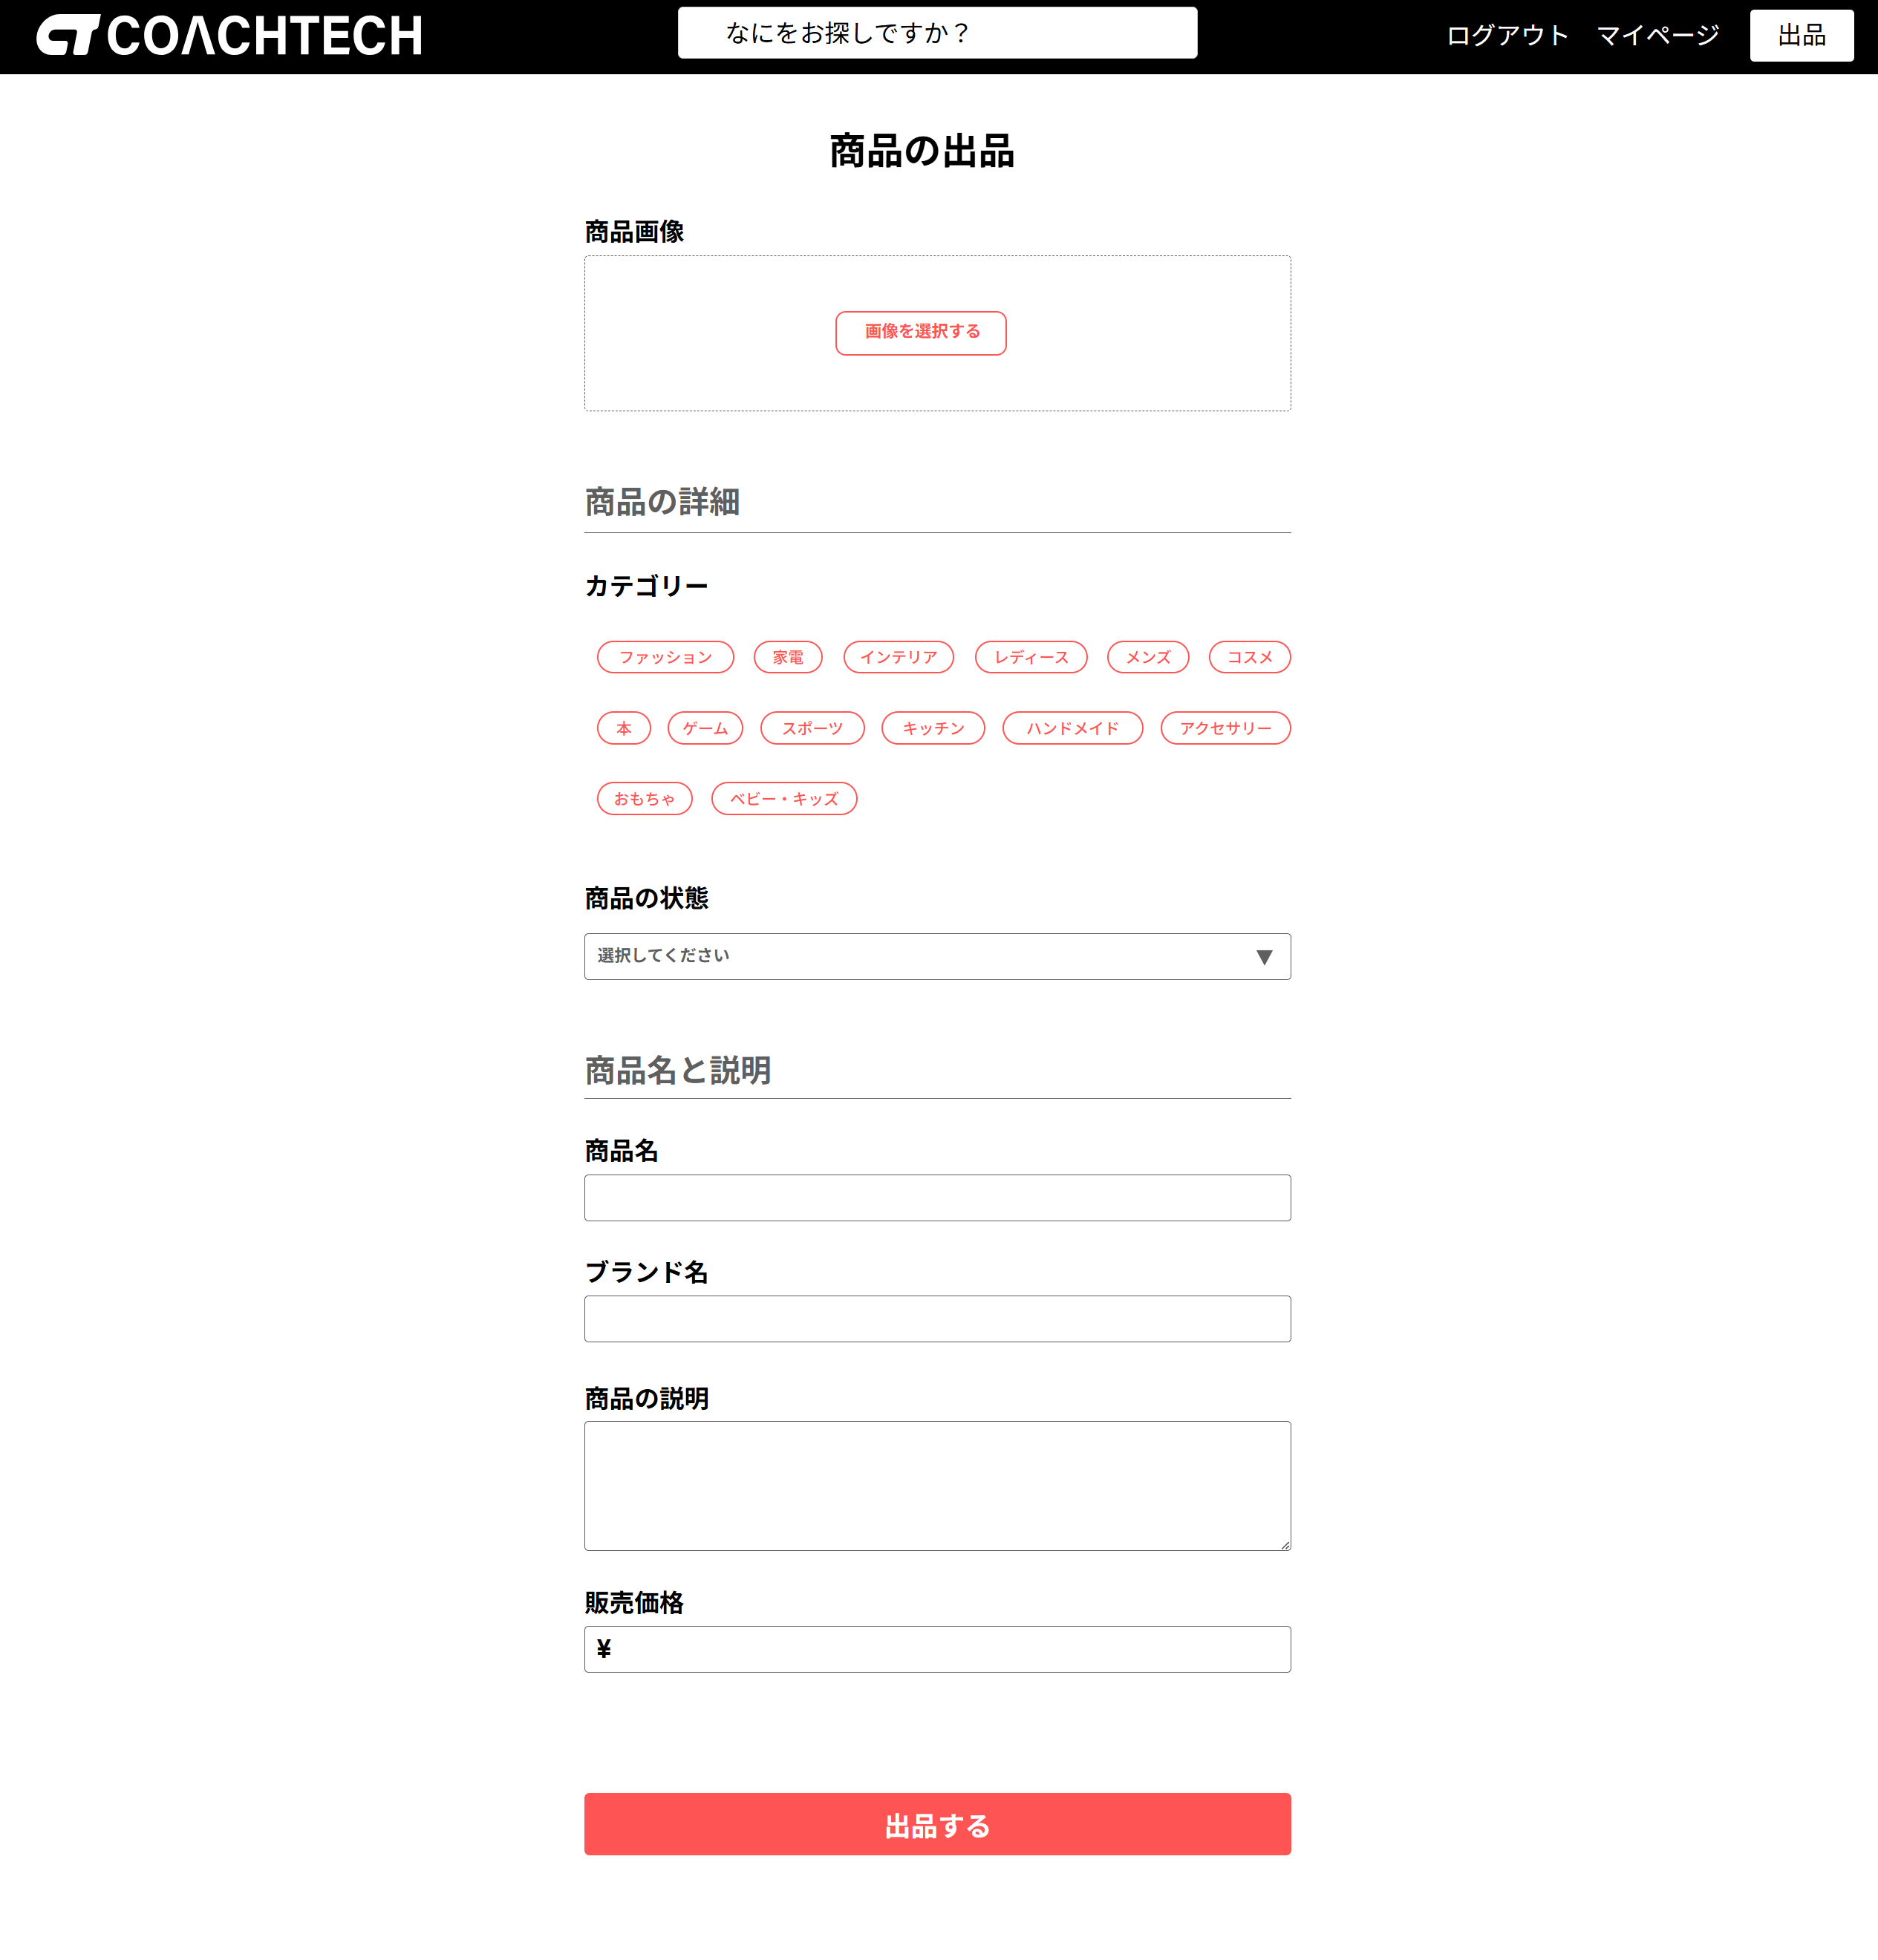 COACHTECH
なにをお探しですか？
ログアウト マイページ 出品
商品の出品
商品画像
画像を選択する
商品の詳細
カテゴリー
ファッション 家電 インテリア レディース メンズ コスメ
本 ゲーム スポーツ キッチン ハンドメイド アクセサリー
おもちゃ ベビー・キッズ
商品の状態
選択してください
商品名と説明
商品名
ブランド名
商品の説明
販売価格
¥
出品する